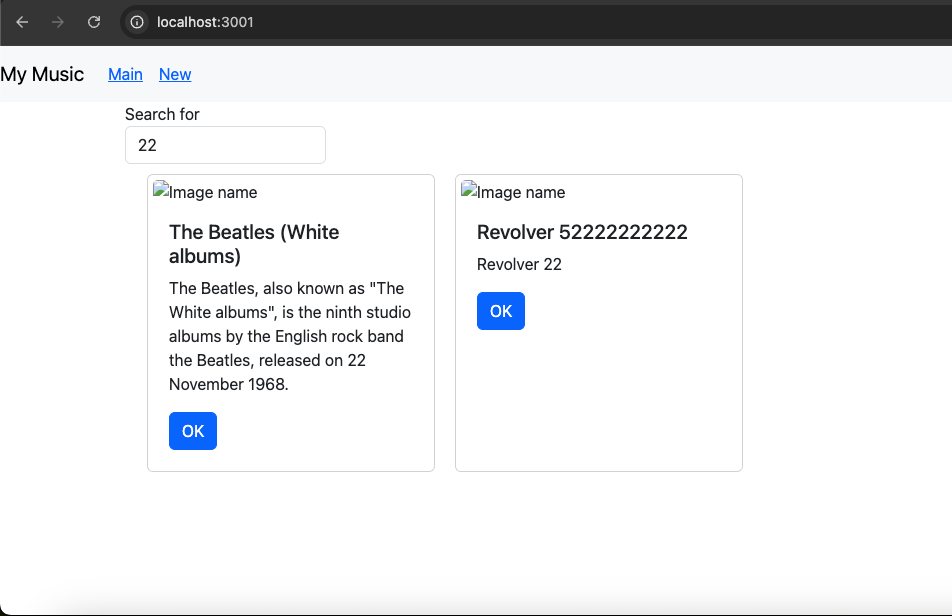 localhost:3001
My Music Main New
Search for
22
Image name
The Beatles (White
albums)
The Beatles, also known as "The
White albums", is the ninth studio
albums by the English rock band
the Beatles, released on 22
November 1968.
OK
Image name
Revolver 52222222222
Revolver 22
OK